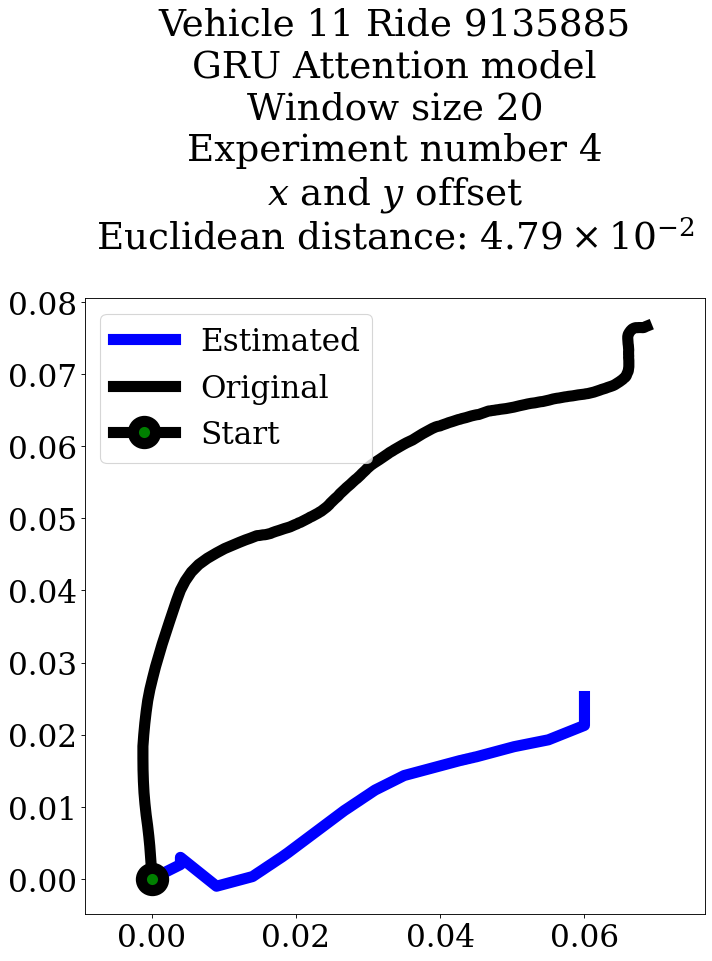 Vehicle 11 Ride 9135885
GRU Attention model
Window size 20
Experiment number 4
x and y offset
Euclidean distance: 4.79 × 10⁻²
0.08
0.07
0.06
0.05
0.04
0.03
0.02
0.01
0.00
Estimated
Original
Start
0.00 0.02 0.04 0.06